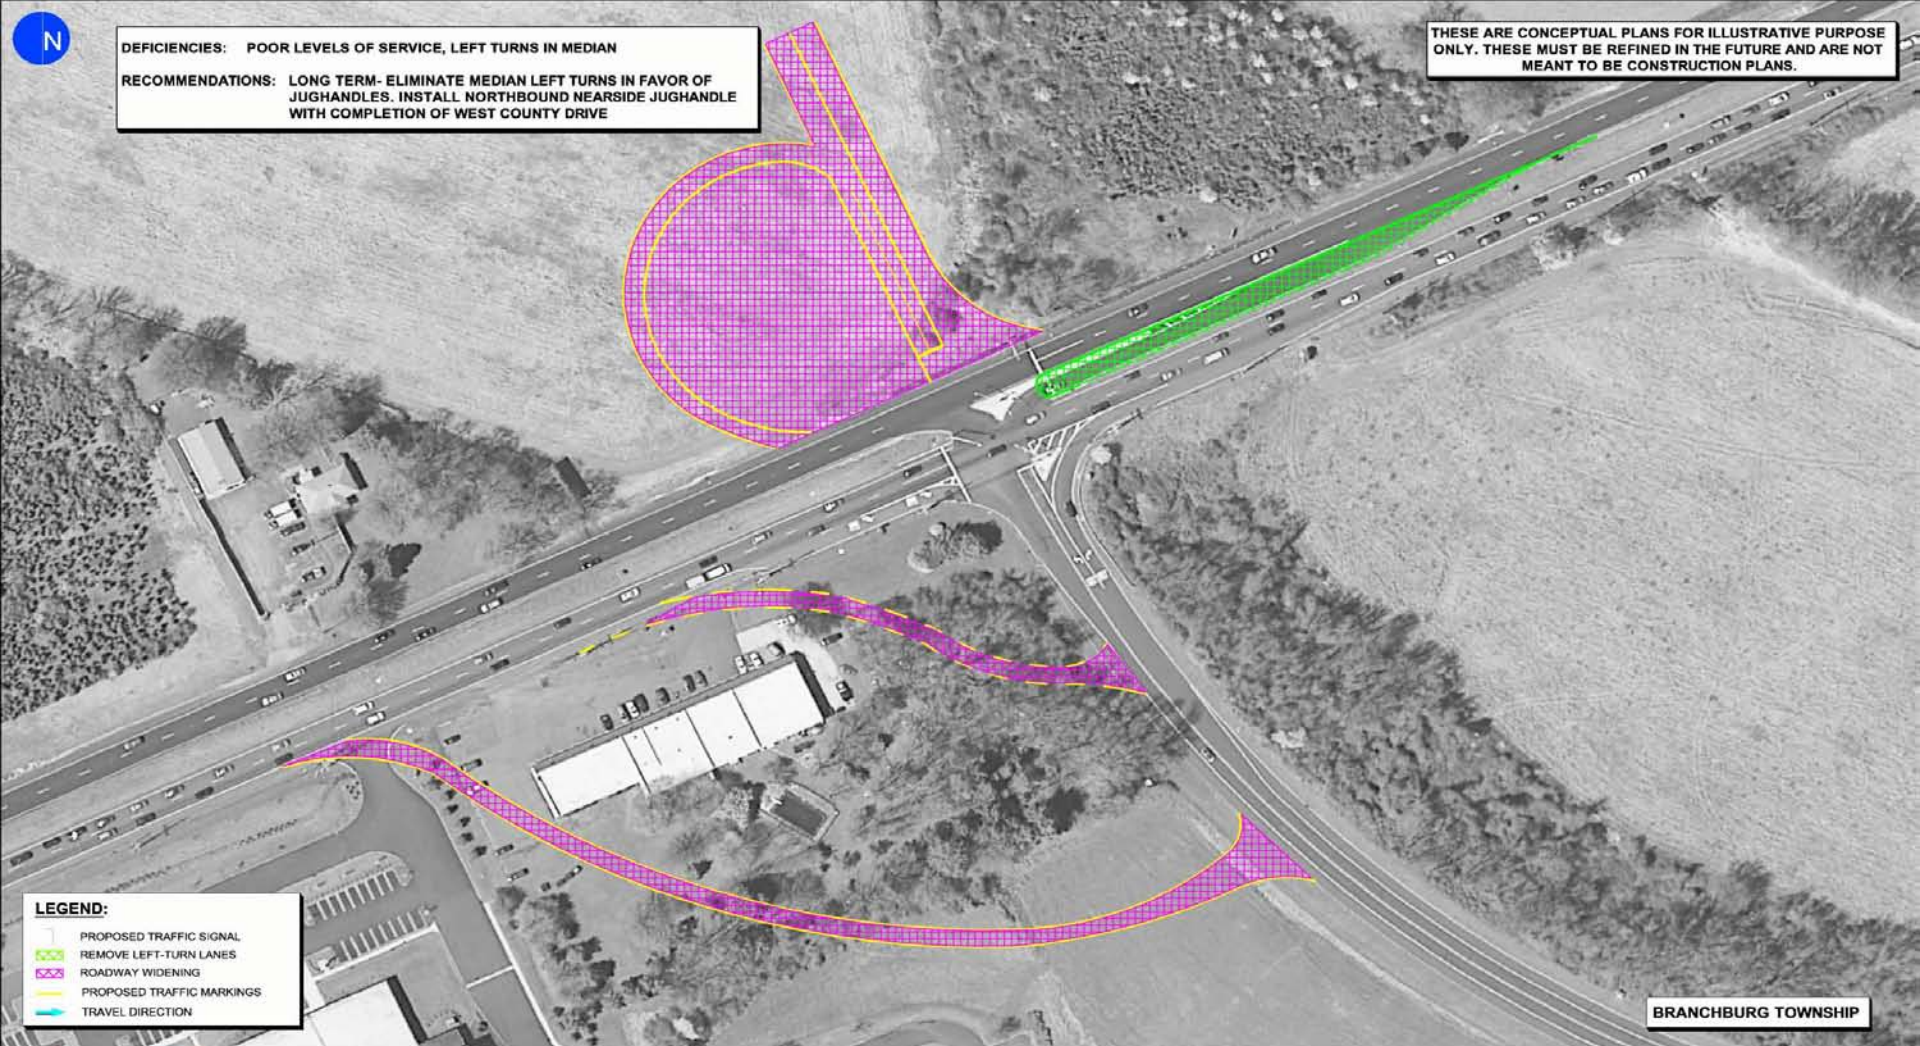 N
DEFICIENCIES: POOR LEVELS OF SERVICE, LEFT TURNS IN MEDIAN
RECOMMENDATIONS: LONG TERM- ELIMINATE MEDIAN LEFT TURNS IN FAVOR OF
JUGHANDLES. INSTALL NORTHBOUND NEARSIDE JUGHANDLE
WITH COMPLETION OF WEST COUNTY DRIVE
THESE ARE CONCEPTUAL PLANS FOR ILLUSTRATIVE PURPOSE
ONLY. THESE MUST BE REFINED IN THE FUTURE AND ARE NOT
MEANT TO BE CONSTRUCTION PLANS.
LEGEND:
PROPOSED TRAFFIC SIGNAL
REMOVE LEFT-TURN LANES
ROADWAY WIDENING
PROPOSED TRAFFIC MARKINGS
TRAVEL DIRECTION
BRANCHBURG TOWNSHIP